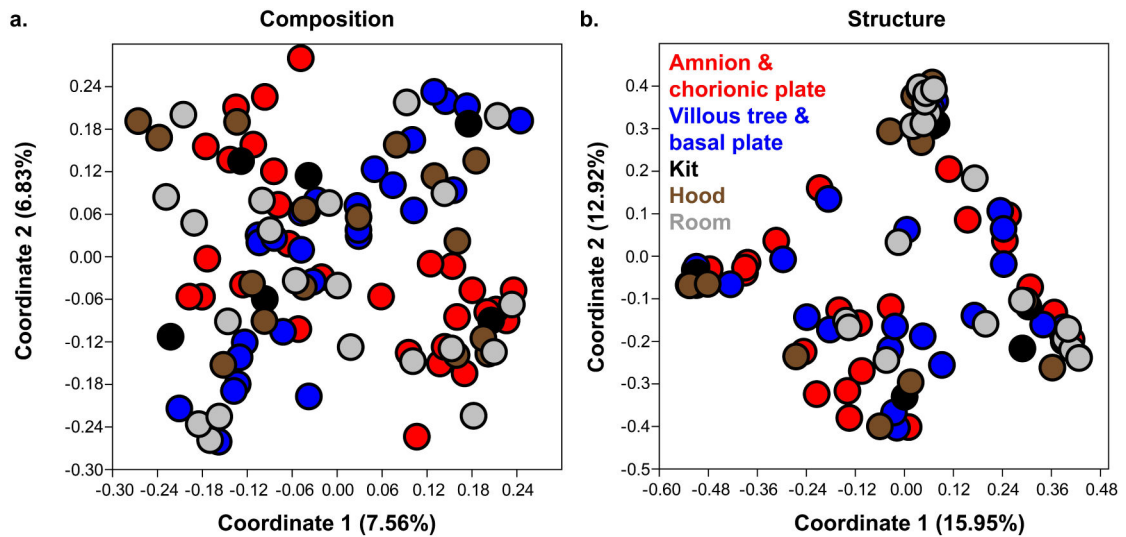 a.
Composition
Coordinate 2 (6.83%)
0.24
0.18
0.12
0.06
0.00
-0.06
-0.12
-0.18
-0.24
-0.30
-0.30
-0.24
-0.18
-0.12
-0.06
0.00
0.06
0.12
0.18
0.24
Coordinate 1 (7.56%)
b.
Structure
Coordinate 2 (12.92%)
0.4
0.3
0.2
0.1
0.0
-0.1
-0.2
-0.3
-0.4
-0.5
Amnion &
chorionic plate
Villous tree &
basal plate
Kit
Hood
Room
-0.60
-0.48
-0.36
-0.24
-0.12
0.00
0.12
0.24
0.36
0.48
Coordinate 1 (15.95%)